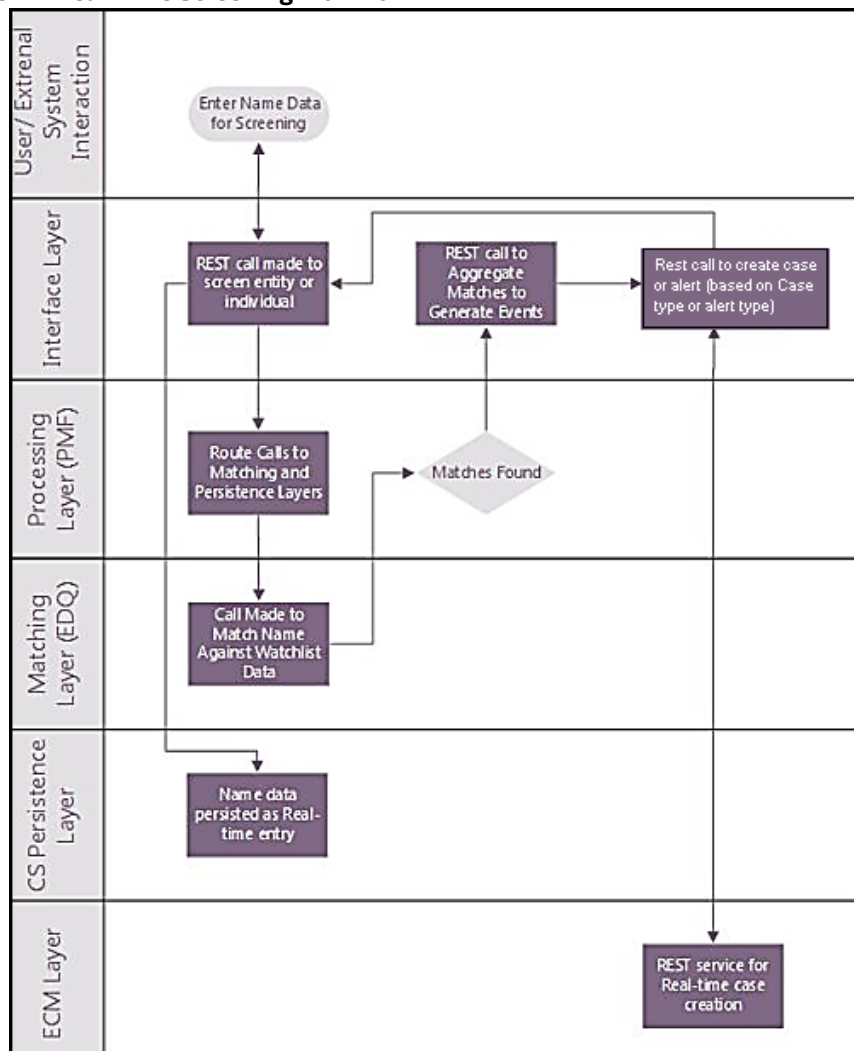 User/ Extrenal
System
Interaction
Enter Name Data
for Screening
Interface Layer
REST call made to
screen entity or
individual
REST call to
Aggregate
Matches to
Generate Events
Rest call to create case
or alert (based on Case
type or alert type)
Processing
Layer (PMF)
Route Calls to
Matching and
Persistence Layers
Matches Found
Matching
Layer (EDQ)
Call Made to
Match Name
Against Watchlist
Data
CS Persistence
Layer
Name data
persisted as Real-
time entry
ECM Layer
REST service for
Real-time case
creation